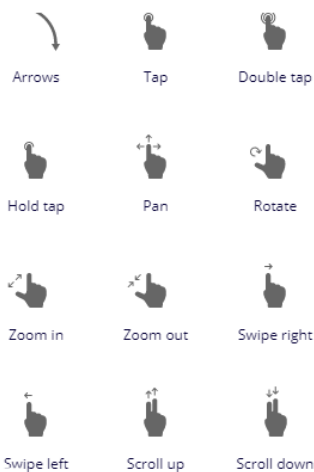 Arrows
Tap
Double tap
Hold tap
Pan
Rotate
Zoom in
Zoom out
Swipe right
Swipe left
Scroll up
Scroll down